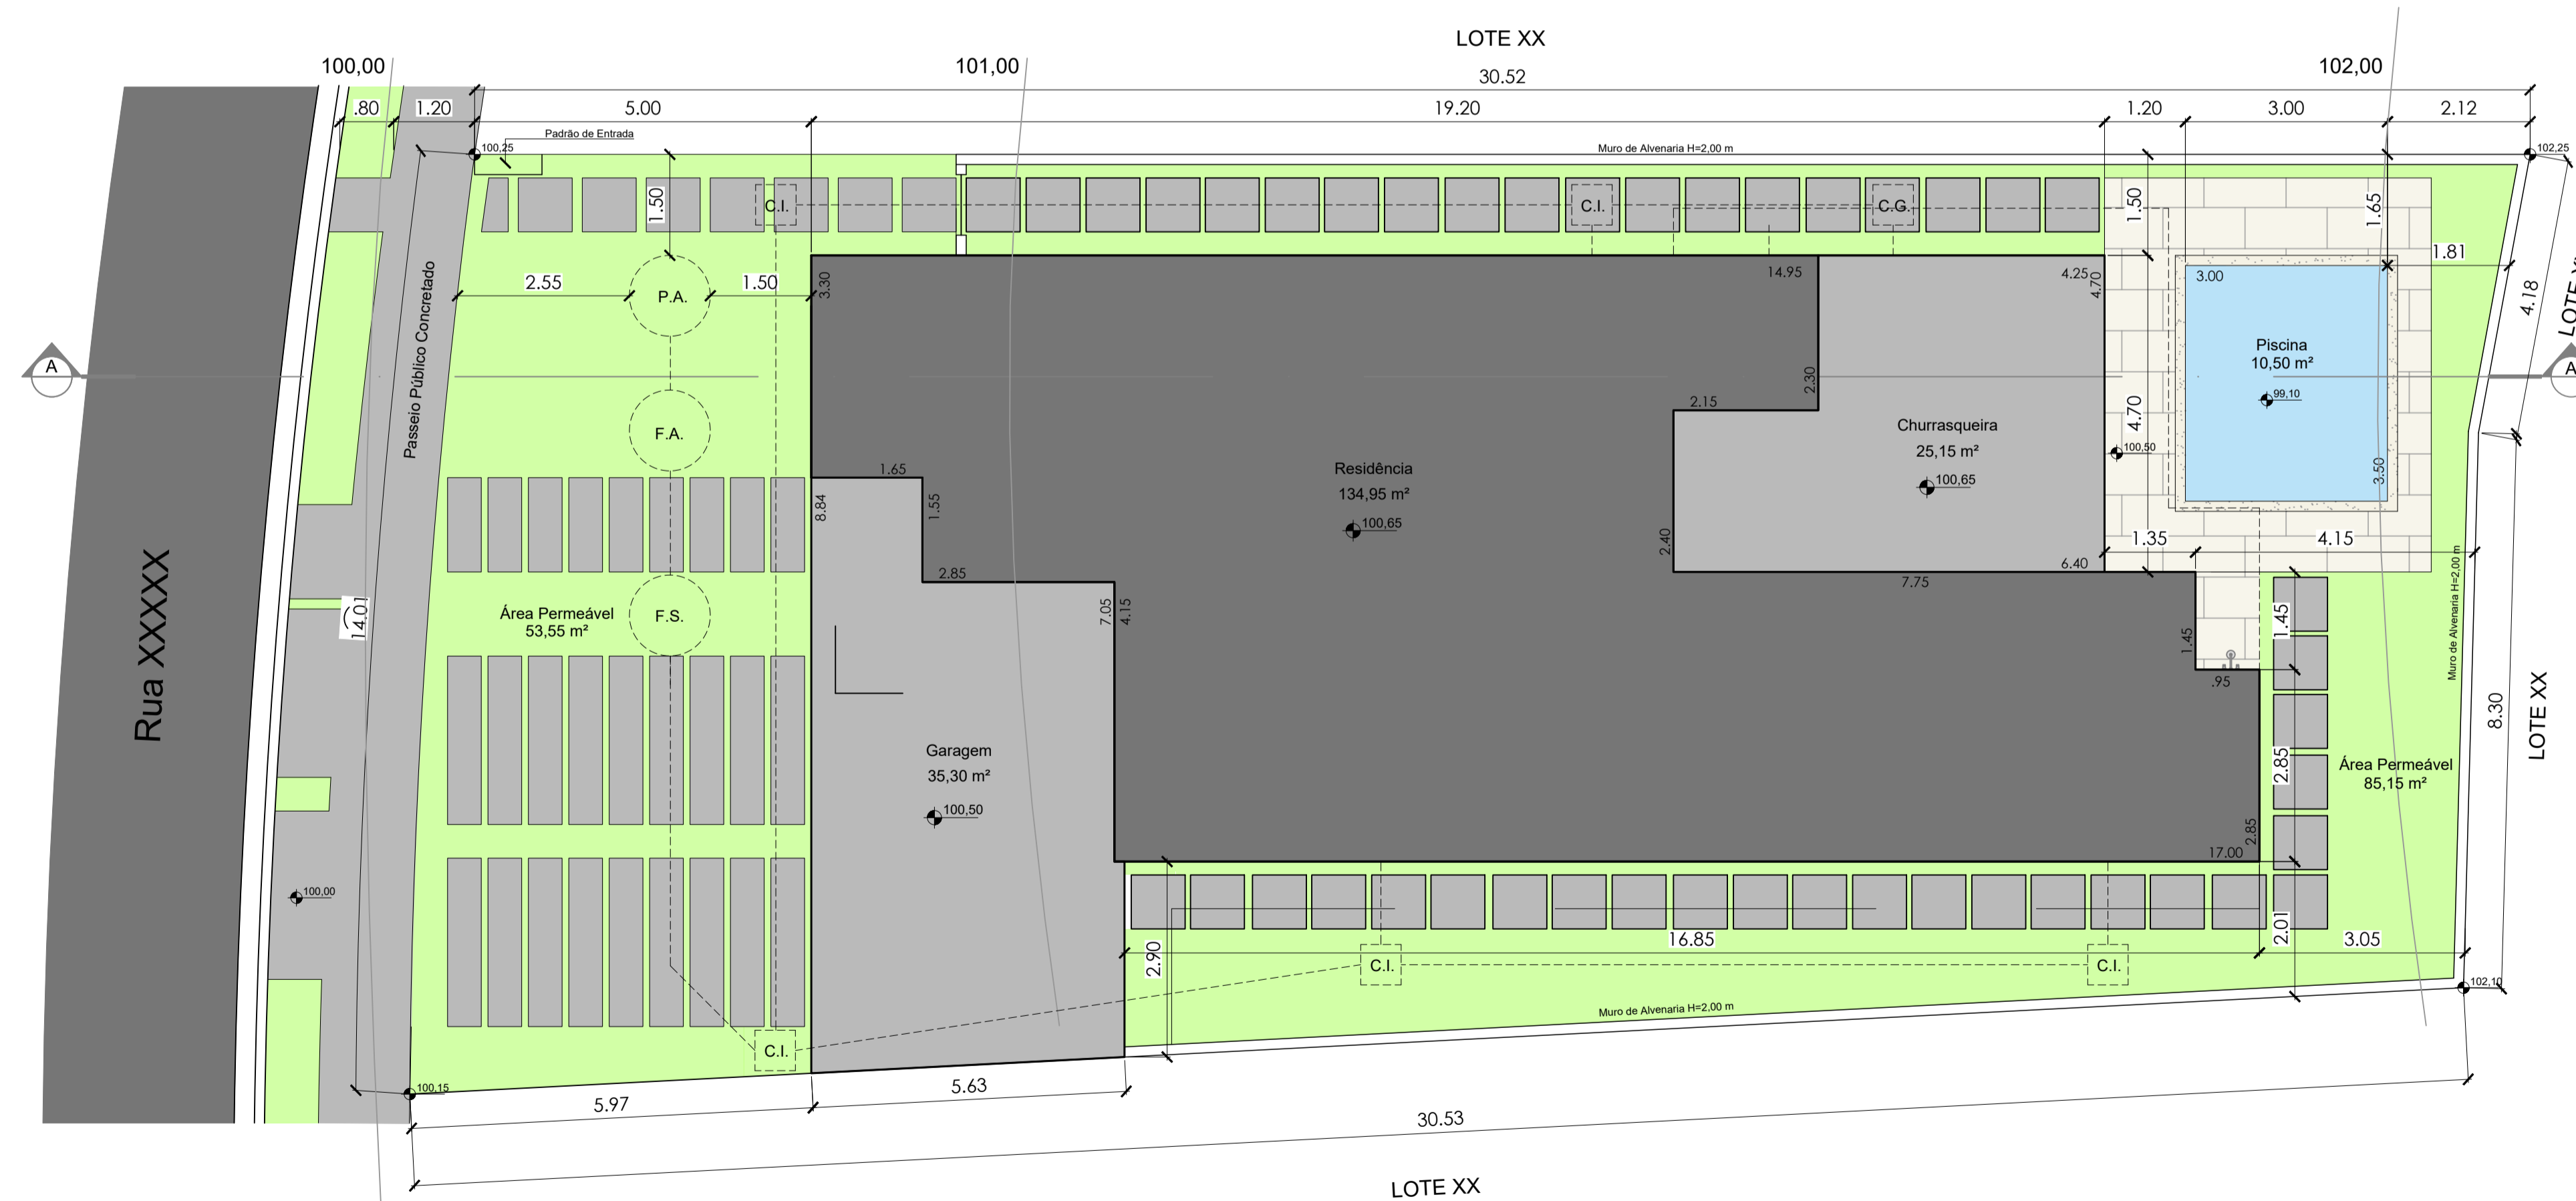 LOTE XX
100,00
101,00
30.52
102,00
.80
1.20
5.00
19.20
1.20
3.00
2.12
Padrão de Entrada
100,25
Muro de Alvenaria H=2,00 m
102,25
1.50
C.I.
C.I.
C.G.
1.50
1.65
1.81
4.18
2.55
P.A.
1.50
3.30
14.95
4.25
4.70
3.00
Passeio Público Concretado
A
Piscina
10,50 m²
99,10
A
2.30
2.15
4.70
F.A.
Churrasqueira
25,15 m²
100,65
100,50
1.65
Residência
134,95 m²
100,65
3.50
8.84
1.55
2.40
1.35
4.15
2.85
6.40
7.75
Rua XXXXX
14.01
Área Permeável
53,55 m²
F.S.
7.05
4.15
1.45
1.45
.95
Muro de Alvenaria H=2,00 m
8.30
LOTE XX
Garagem
35,30 m²
100,50
2.85
Área Permeável
85,15 m²
2.85
17.00
100,00
16.85
2.01
3.05
2.90
C.I.
C.I.
102,10
Muro de Alvenaria H=2,00 m
C.I.
100,15
5.97
5.63
30.53
LOTE XX